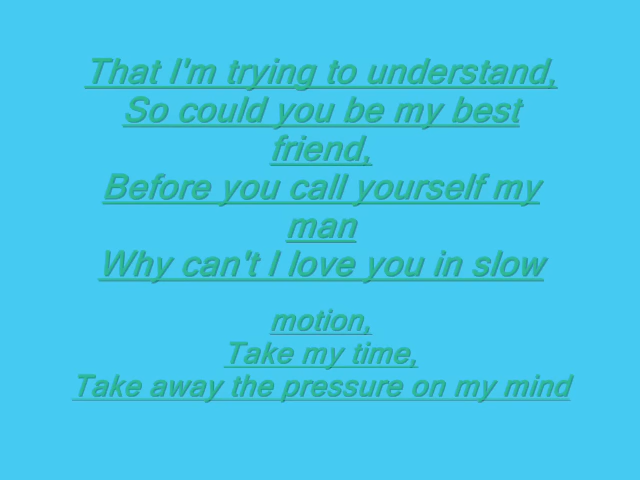 That I'm trying to understand,
So could you be my best
friend,
Before you call yourself my
man
Why can't I love you in slow
motion,
Take my time,
Take away the pressure on my mind